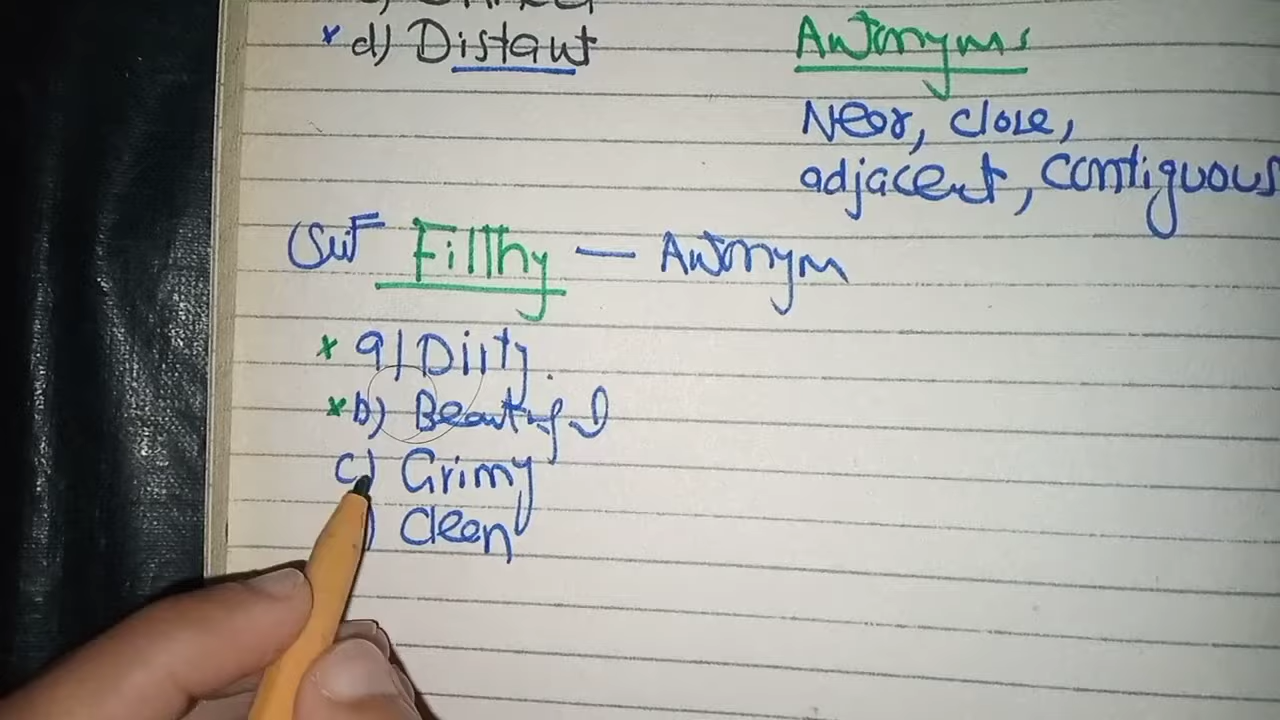 x d) Distant
Antonyms
Near, close,
adjacent, Contiguous
Filthy — Antonym
x a) Dirty.
x b) Beautiful
c) Grimy
) Clean